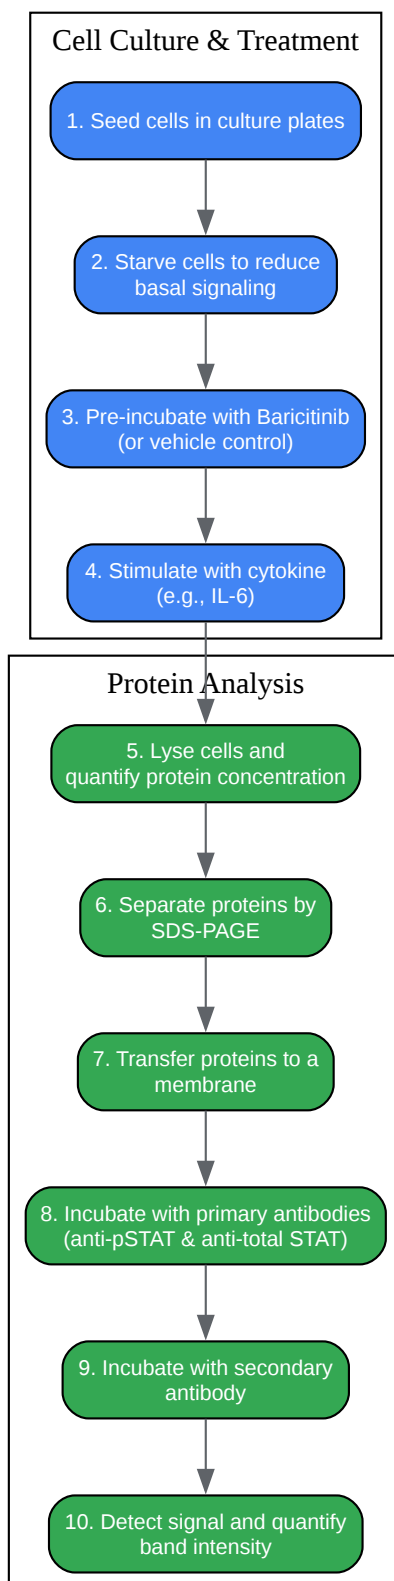 Cell Culture & Treatment
1. Seed cells in culture plates
2. Starve cells to reduce
basal signaling
3. Pre-incubate with Baricitinib
(or vehicle control)
4. Stimulate with cytokine
(e.g., IL-6)
Protein Analysis
5. Lyse cells and
quantify protein concentration
6. Separate proteins by
SDS-PAGE
7. Transfer proteins to a
membrane
8. Incubate with primary antibodies
(anti-pSTAT & anti-total STAT)
9. Incubate with secondary
antibody
10. Detect signal and quantify
band intensity